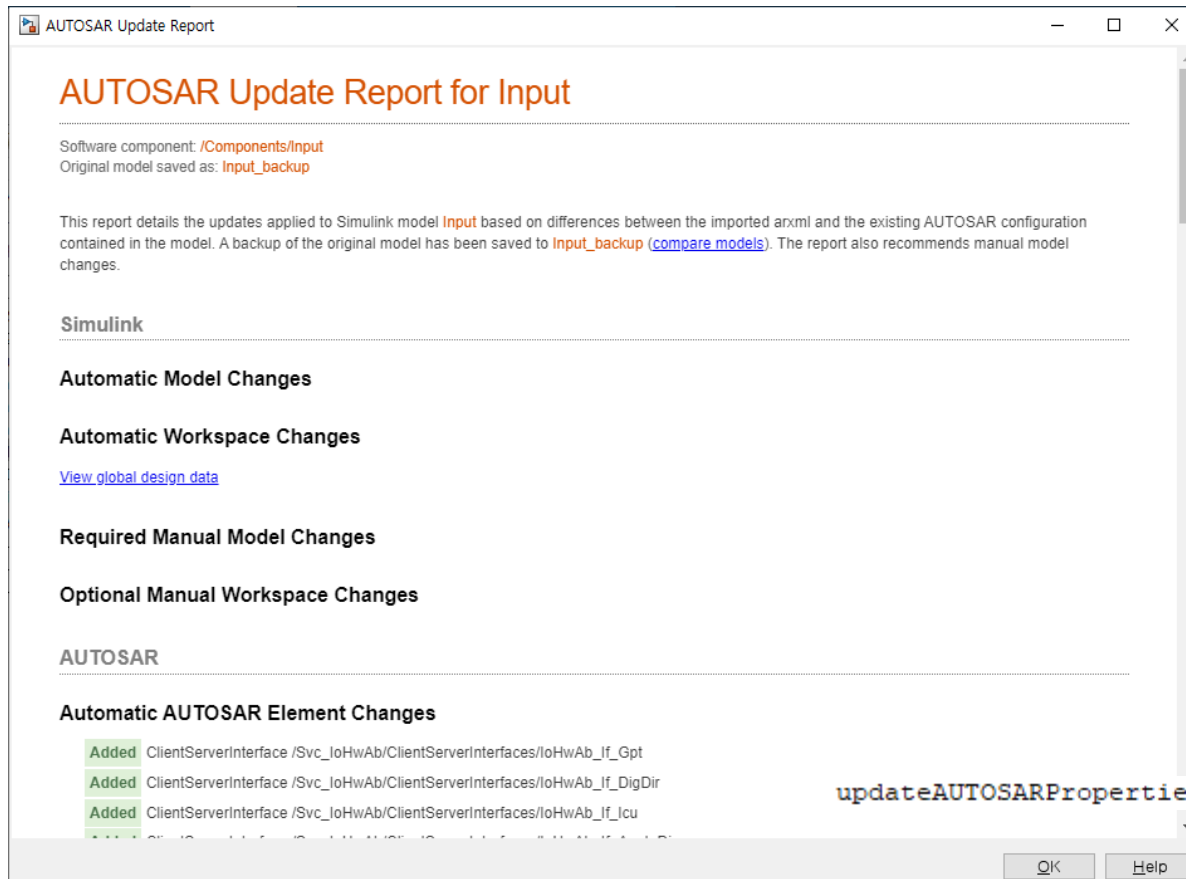 AUTOSAR Update Report
AUTOSAR Update Report for Input
Software component: /Components/Input
Original model saved as: Input_backup
This report details the updates applied to Simulink model Input based on differences between the imported arxml and the existing AUTOSAR configuration
contained in the model. A backup of the original model has been saved to Input_backup (compare models). The report also recommends manual model
changes.
Simulink
Automatic Model Changes
Automatic Workspace Changes
View global design data
Required Manual Model Changes
Optional Manual Workspace Changes
AUTOSAR
Automatic AUTOSAR Element Changes
Added ClientServerInterface /Svc_IoHwAb/ClientServerInterfaces/IoHwAb_If_Gpt
Added ClientServerInterface /Svc_IoHwAb/ClientServerInterfaces/IoHwAb_If_DigDir
updateAUTOSARPropertie
Added ClientServerInterface /Svc_IoHwAb/ClientServerInterfaces/IoHwAb_If_Icu
OK Help